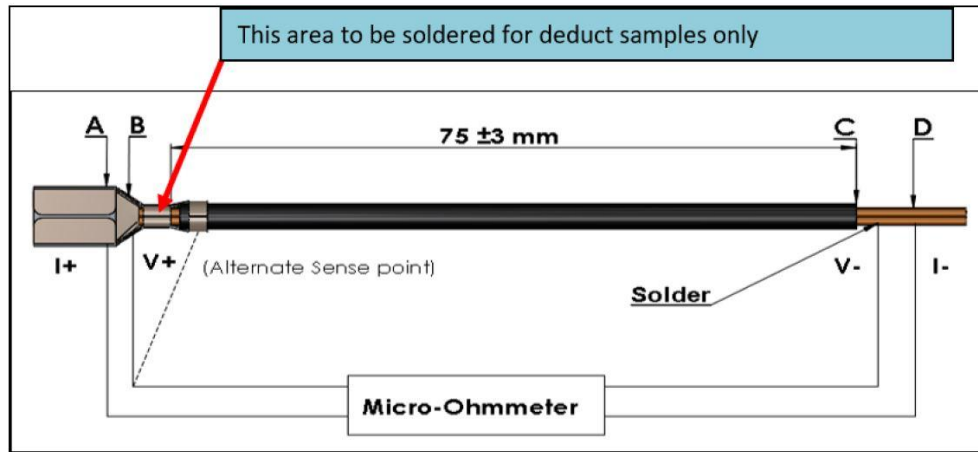 This area to be soldered for deduct samples only
A B 75 ±3 mm C D
I+ V+ (Alternate Sense point) V- I-
Solder
Micro-Ohmmeter